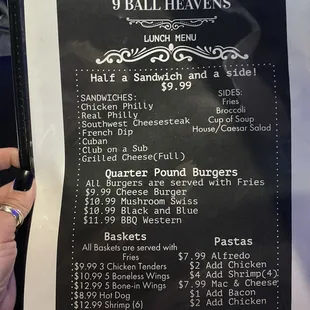 9 BALL HEAVENS
LUNCH MENU
Half a Sandwich and a side!
$9.99
SANDWICHES:
Chicken Philly
Real Philly
Southwest Cheesesteak
French Dip
Cuban
Club on a Sub
Grilled Cheese(Full)
SIDES:
Fries
Broccoli
Cup of Soup
House/Caesar Salad
Quarter Pound Burgers
All Burgers are served with Fries
$9.99 Cheese Burger
$10.99 Mushroom Swiss
$10.99 Black and Blue
$11.99 BBQ Western
Baskets
All Baskets are served with
Fries
$9.99 3 Chicken Tenders
$10.99 5 Boneless Wings
$12.99 5 Bone-in Wings
$8.99 Hot Dog
$12.99 Shrimp (6)
Pastas
$7.99 Alfredo
$2 Add Chicken
$4 Add Shrimp(4)
$7.99 Mac & Cheese
$1 Add Bacon
$2 Add Chicken